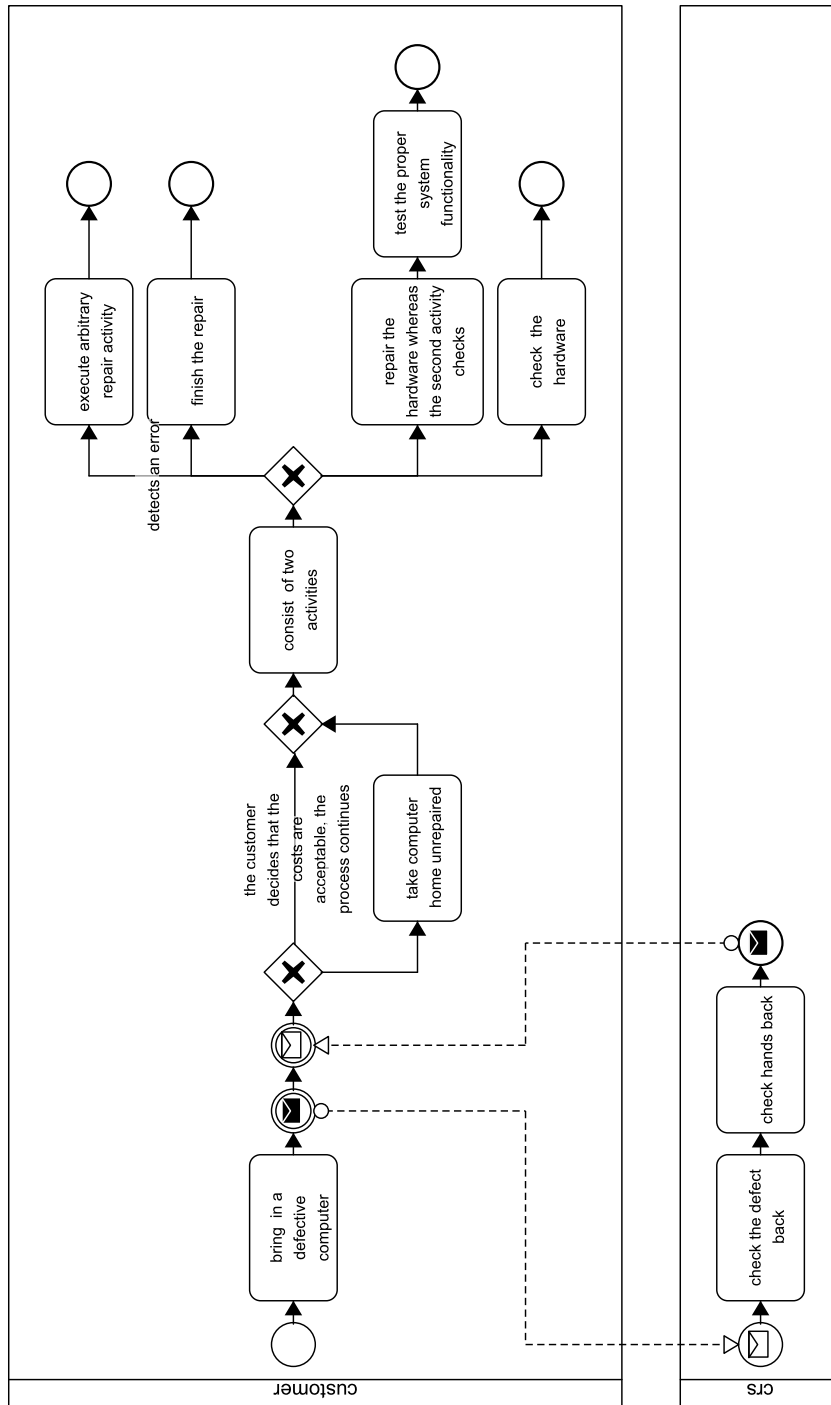 customer
bring in a
defective
computer
the customer
decides that the
costs are
acceptable, the
process continues
take computer
home unrepaired
consist of two
activities
detects an error
execute arbitrary
repair activity
finish the repair
repair the
hardware whereas
the second activity
checks
test the proper
system
functionality
check the
hardware
crs
check the defect
back
check hands back